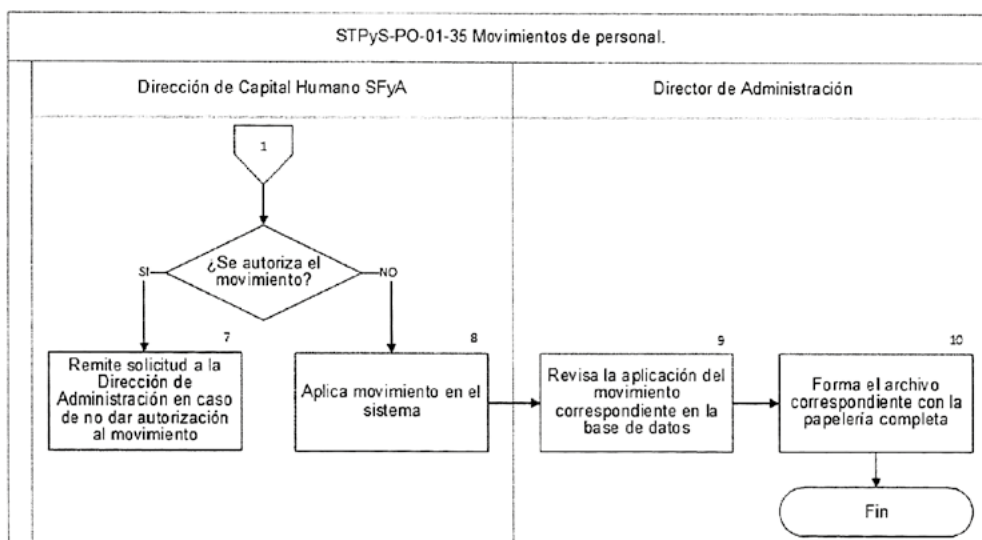 STPyS-PO-01-35 Movimientos de personal.
Dirección de Capital Humano SFyA
Director de Administración
1
¿Se autoriza el
movimiento?
SI
NO
7
Remite solicitud a la
Dirección de
Administración en caso
de no dar autorización
al movimiento
8
Aplica movimiento en el
sistema
9
Revisa la aplicación del
movimiento
correspondiente en la
base de datos
10
Forma el archivo
correspondiente con la
papelería completa
Fin